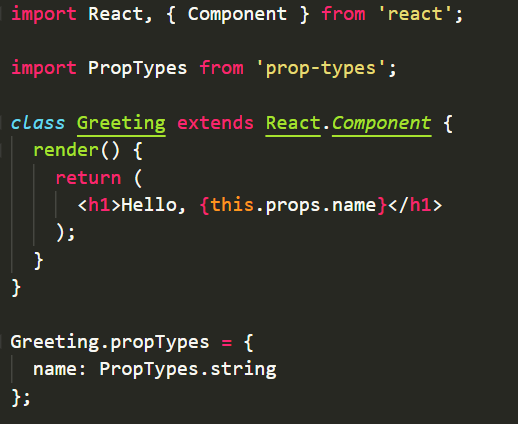 import React, { Component } from 'react';
import PropTypes from 'prop-types';
class Greeting extends React.Component {
render() {
return (
<h1>Hello, {this.props.name}</h1>
);
}
}
Greeting.propTypes = {
name: PropTypes.string
};